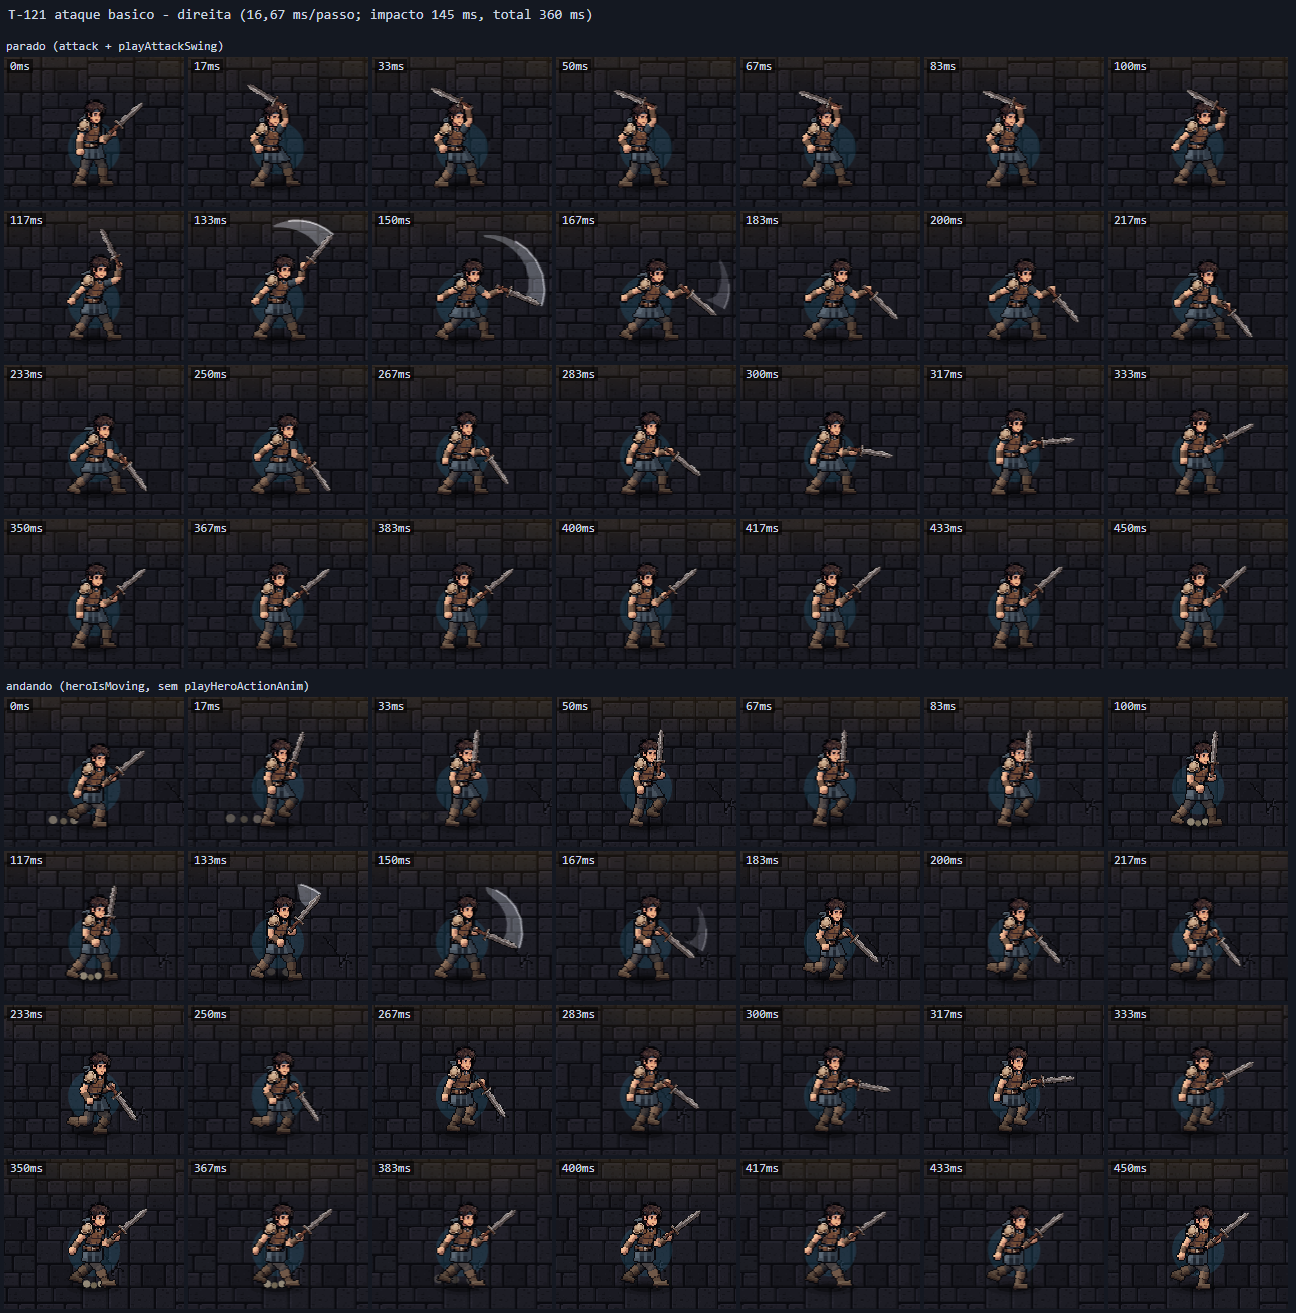 T-121 ataque basico - direita (16,67 ms/passo; impacto 145 ms, total 360 ms)
parado (attack + playAttackSwing)
0ms 17ms 33ms 50ms 67ms 83ms 100ms
117ms 133ms 150ms 167ms 183ms 200ms 217ms
233ms 250ms 267ms 283ms 300ms 317ms 333ms
350ms 367ms 383ms 400ms 417ms 433ms 450ms
andando (heroIsMoving, sem playHeroActionAnim)
0ms 17ms 33ms 50ms 67ms 83ms 100ms
117ms 133ms 150ms 167ms 183ms 200ms 217ms
233ms 250ms 267ms 283ms 300ms 317ms 333ms
350ms 367ms 383ms 400ms 417ms 433ms 450ms